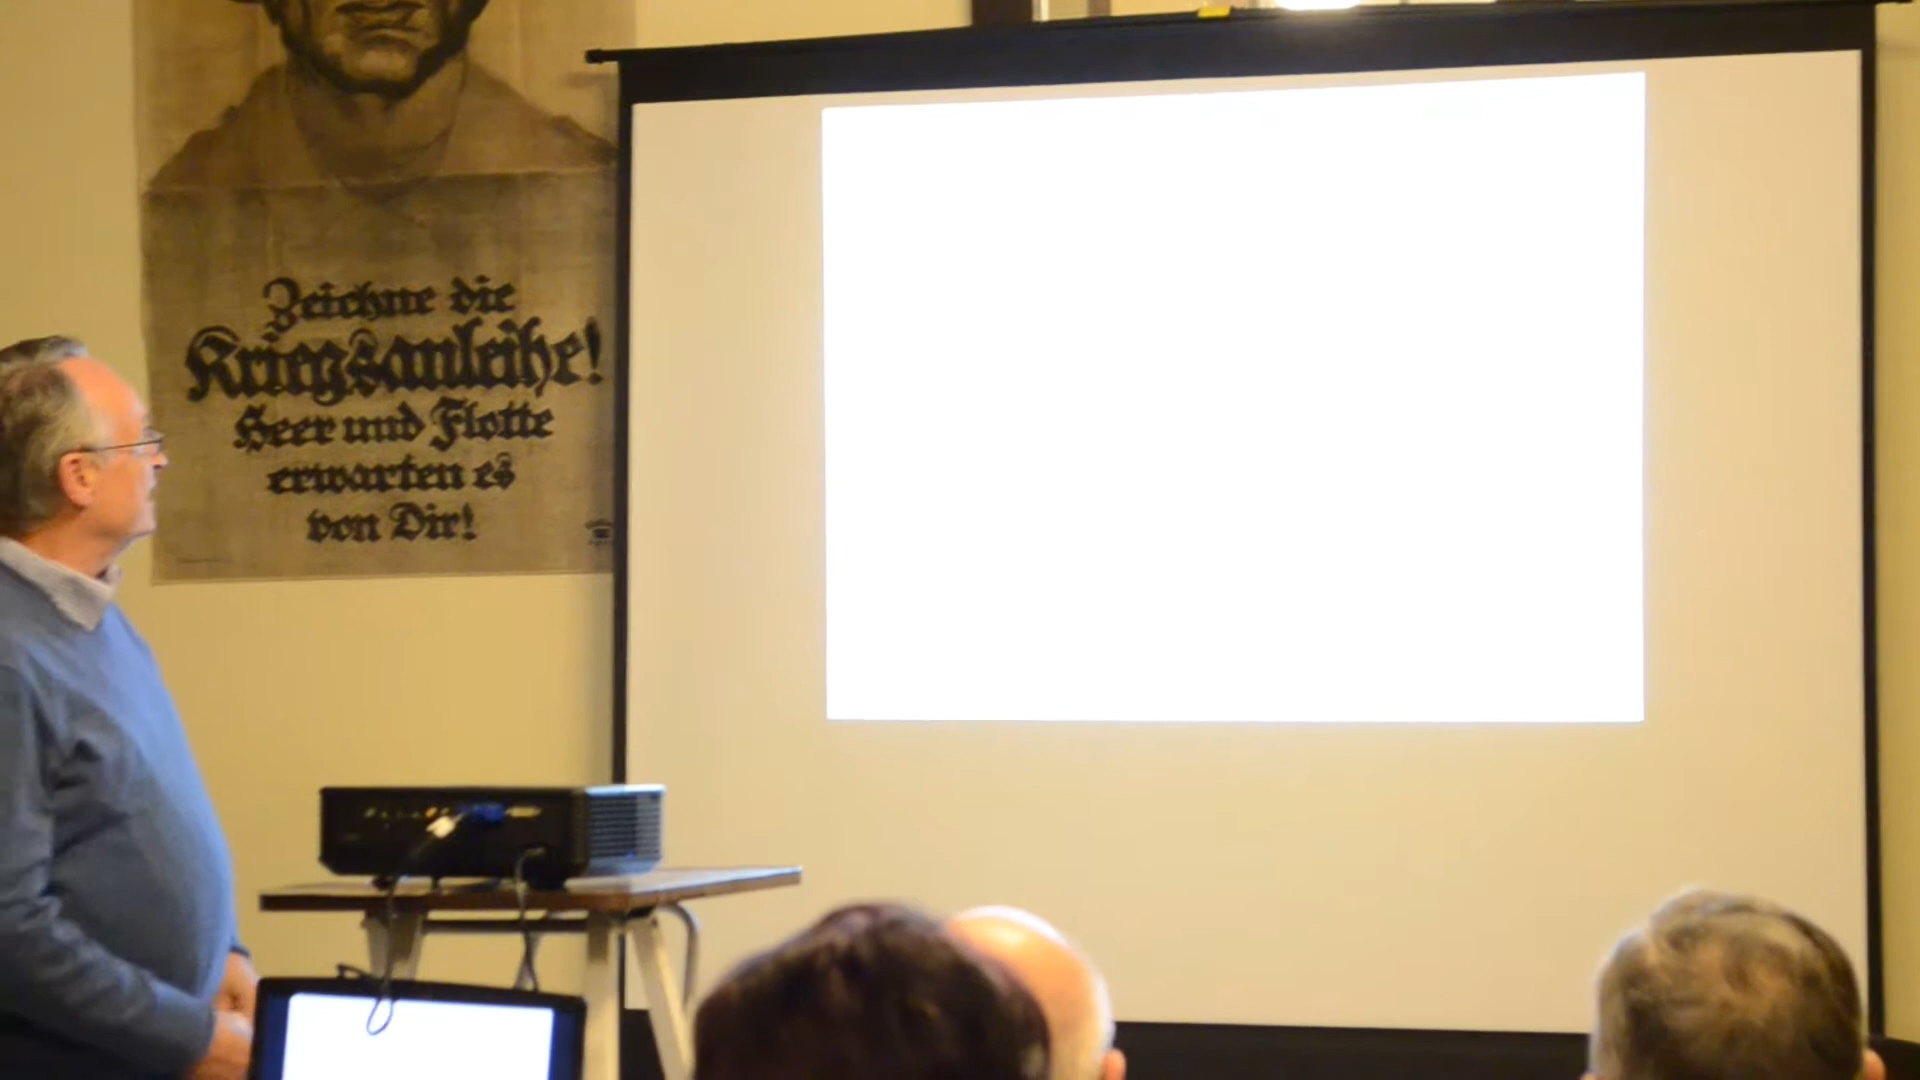 Zeichne die
Kriegsanleihe!
Heer und Flotte
erwarten es
von Dir!